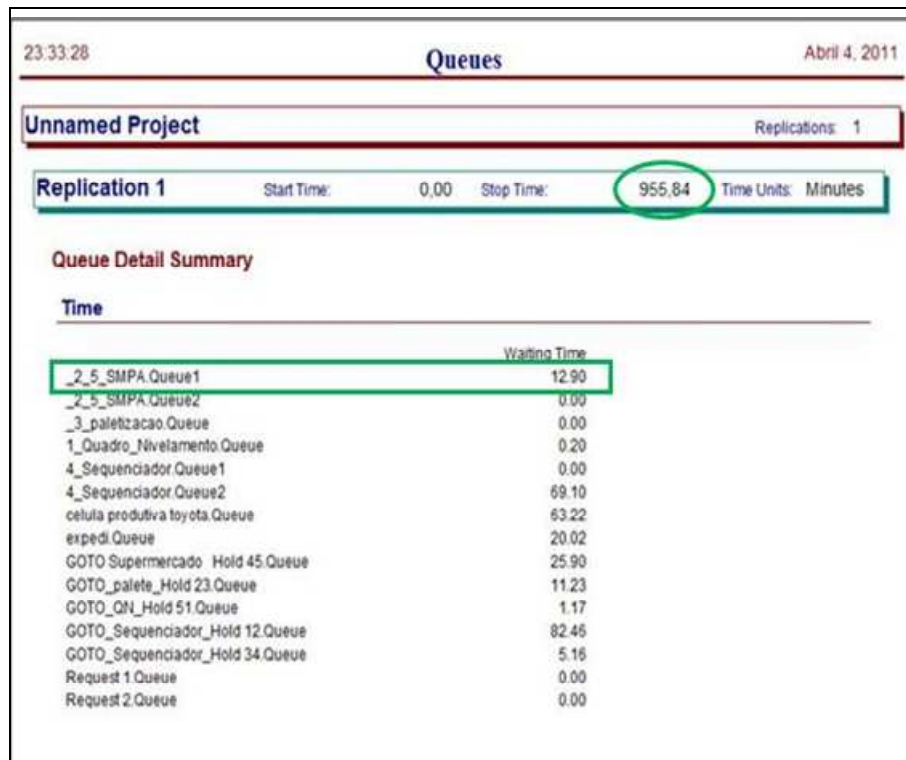 23:33:28 Queues Abril 4, 2011
Unnamed Project Replications: 1
Replication 1 Start Time: 0,00 Stop Time: 955,84 Time Units: Minutes
Queue Detail Summary
Time
Waiting Time
_2_5_SMPA.Queue1 12.90
_2_5_SMPA.Queue2 0.00
_3_paletizacao.Queue 0.00
1_Quadro_Nivelamento.Queue 0.20
4_Sequenciador.Queue1 0.00
4_Sequenciador.Queue2 69.10
celula produtiva toyota.Queue 63.22
expedi.Queue 20.02
GOTO Supermercado Hold 45.Queue 25.90
GOTO_palete_Hold 23.Queue 11.23
GOTO_QN_Hold 51.Queue 1.17
GOTO_Sequenciador_Hold 12.Queue 82.46
GOTO_Sequenciador_Hold 34.Queue 5.16
Request 1.Queue 0.00
Request 2.Queue 0.00